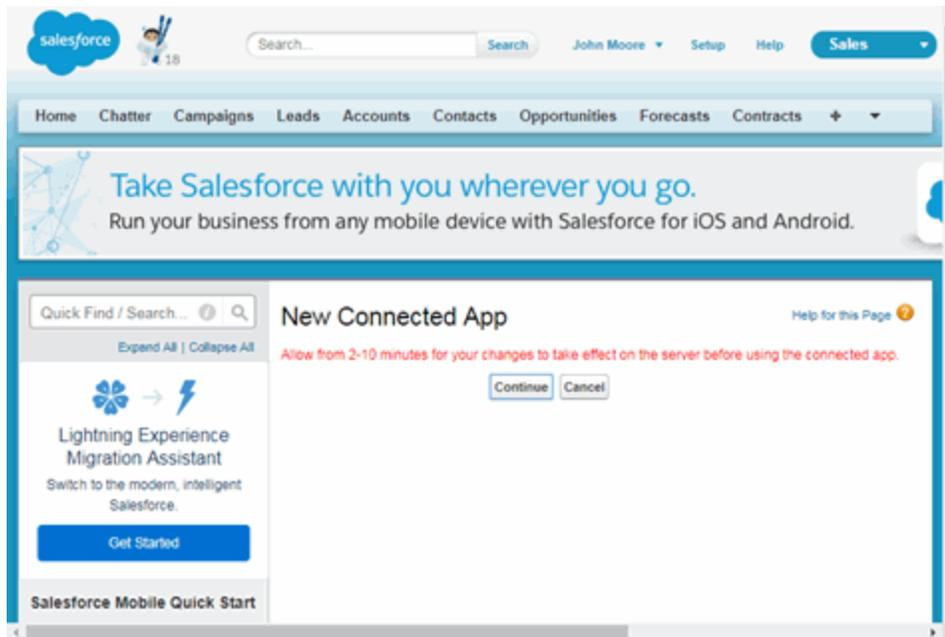 salesforce
18
Search...
Search
John Moore
Setup
Help
Sales
Home Chatter Campaigns Leads Accounts Contacts Opportunities Forecasts Contracts +
Take Salesforce with you wherever you go.
Run your business from any mobile device with Salesforce for iOS and Android.
Quick Find / Search...
Expand All | Collapse All
Lightning Experience
Migration Assistant
Switch to the modern, intelligent
Salesforce.
Get Started
Salesforce Mobile Quick Start
New Connected App
Help for this Page ?
Allow from 2-10 minutes for your changes to take effect on the server before using the connected app.
Continue Cancel